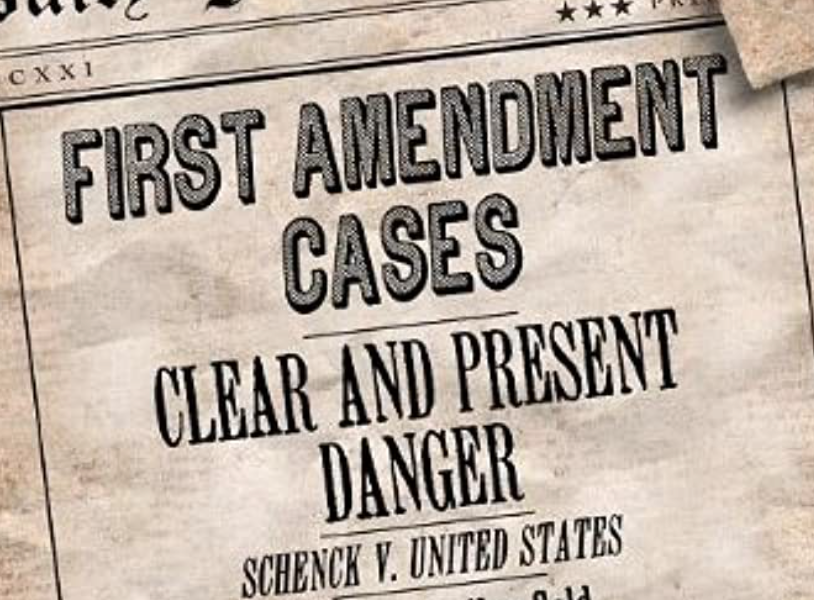 CXXI
FIRST AMENDMENT
CASES
CLEAR AND PRESENT
DANGER
SCHENCK V. UNITED STATES